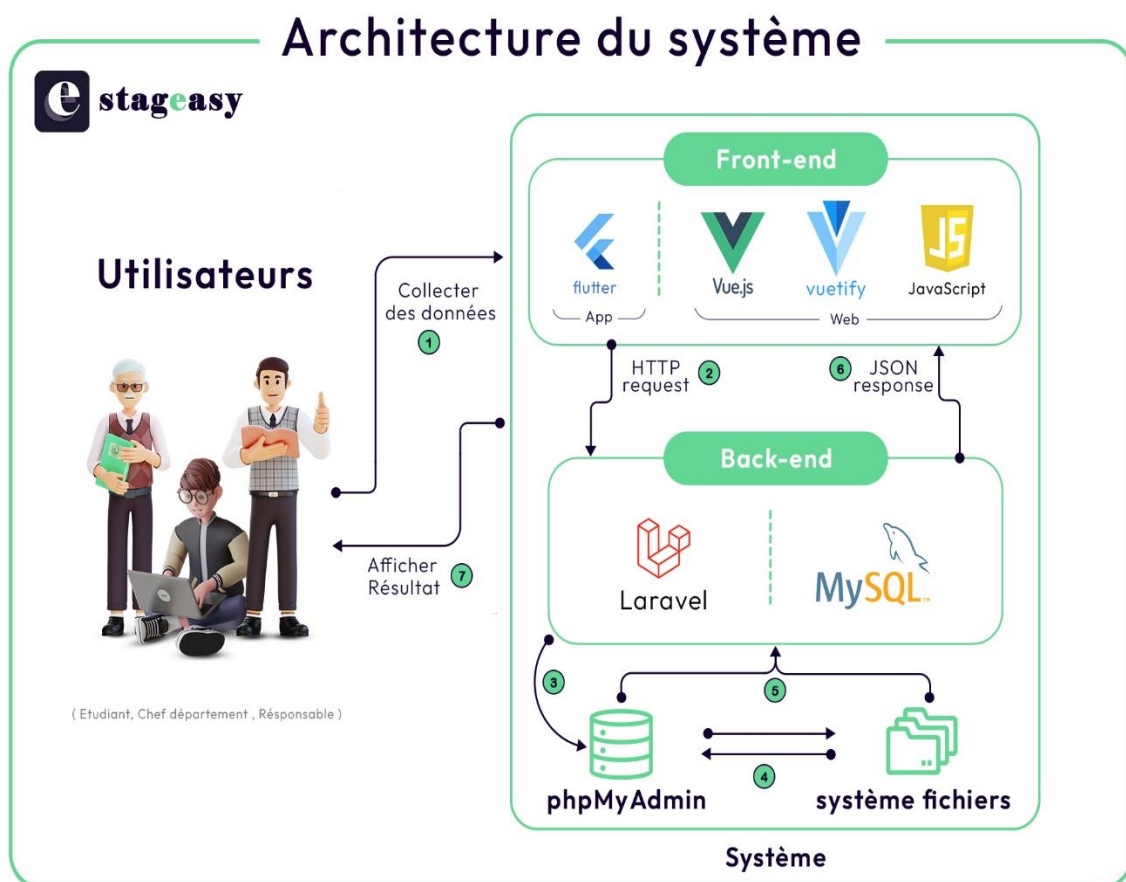 Architecture du système
e stageasy
Utilisateurs
( Etudiant, Chef département , Résponsable )
Collecter
des données
1
Afficher
Résultat
7
Front-end
flutter
Vue.js
vuetify
JavaScript
JS
App
Web
HTTP
request
2
6
JSON
response
Back-end
Laravel
MySQL™
3
5
4
phpMyAdmin
système fichiers
Système